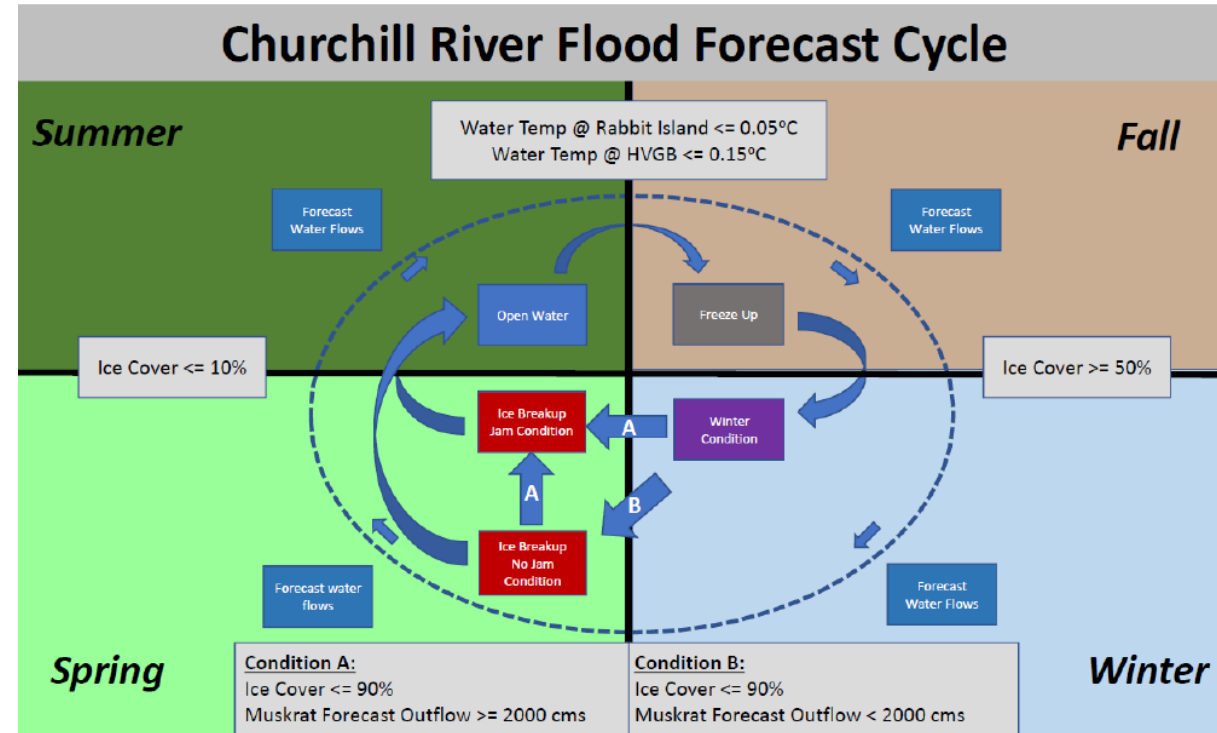 Churchill River Flood Forecast Cycle
Summer
Fall
Water Temp @ Rabbit Island <= 0.05°C
Water Temp @ HVGB <= 0.15°C
Forecast
Water Flows
Forecast
Water Flows
Open Water
Freeze Up
Ice Cover <= 10%
Ice Cover >= 50%
Ice Breakup
Jam Condition
A
Winter
Condition
A
B
Ice Breakup
No Jam
Condition
Forecast water
flows
Forecast
Water Flows
Spring
Winter
Condition A:
Ice Cover <= 90%
Muskrat Forecast Outflow >= 2000 cms
Condition B:
Ice Cover <= 90%
Muskrat Forecast Outflow < 2000 cms